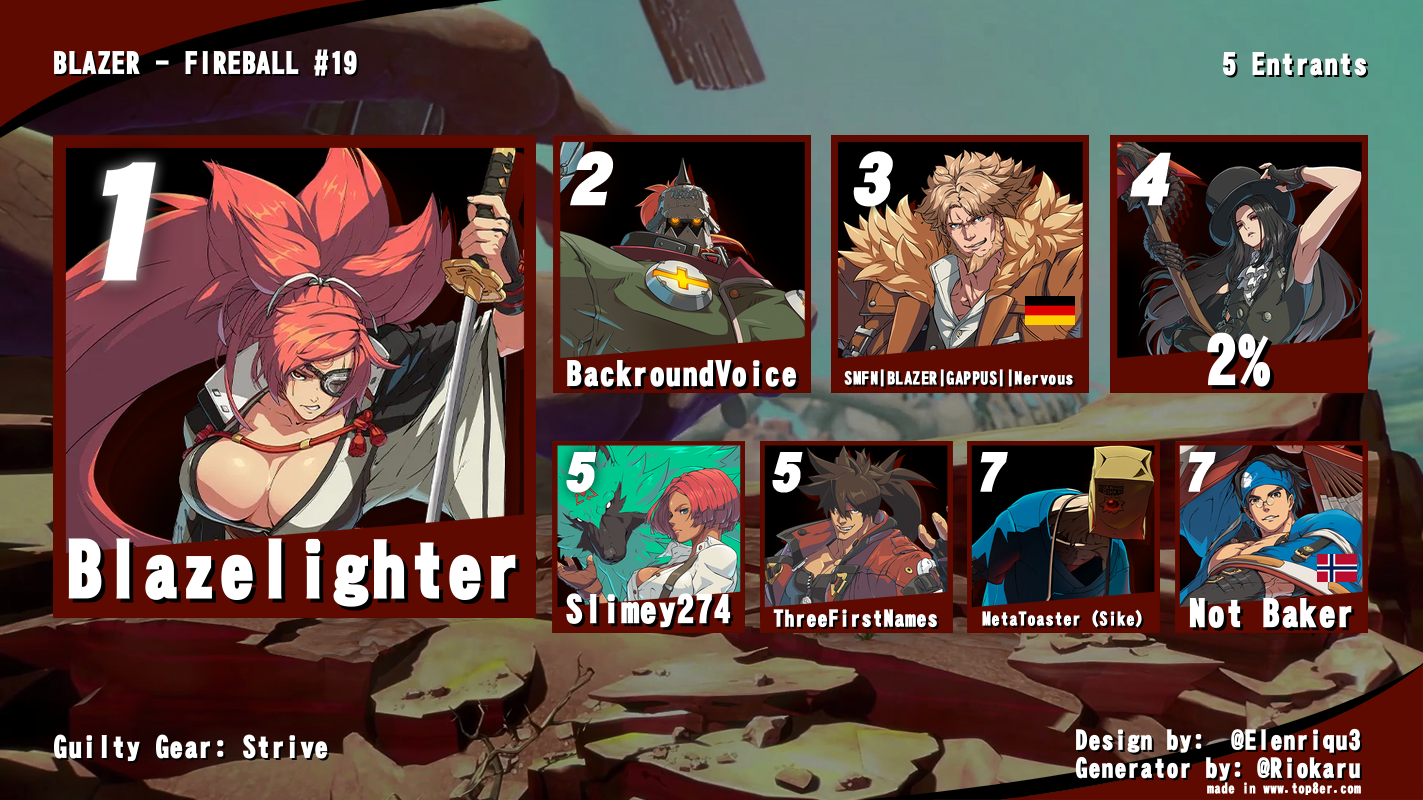 BLAZER - FIREBALL #19
5 Entrants
1
Blazelighter
2
BackroundVoice
3
SMFN|BLAZER|GAPPUS||Nervous
4
2%
5
Slimey274
5
ThreeFirstNames
7
MetaToaster (Sike)
7
Not Baker
Guilty Gear: Strive
Design by: @Elenriqu3
Generator by: @Riokaru
made in www.top8er.com